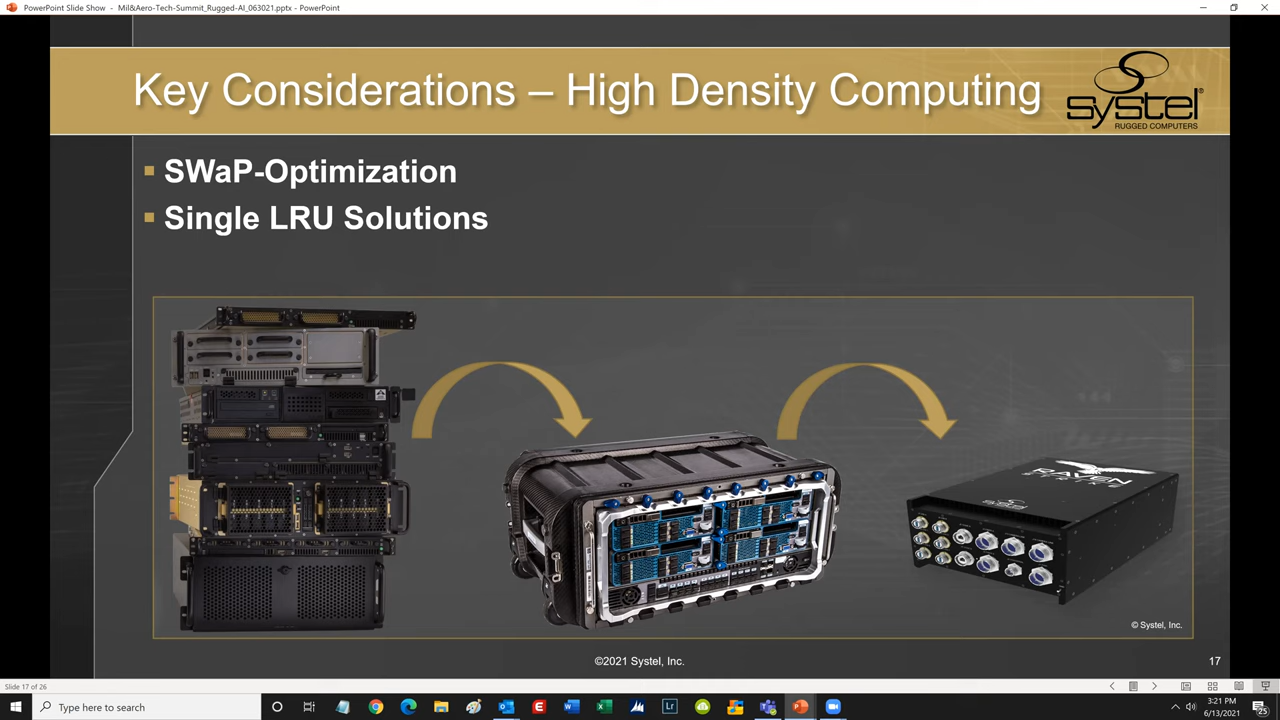 PowerPoint Slide Show - Mil&Aero-Tech-Summit_Rugged-AI_063021.pptx - PowerPoint
Key Considerations – High Density Computing
systel®
RUGGED COMPUTERS
SWaP-Optimization
Single LRU Solutions
RAVEN
© Systel, Inc.
©2021 Systel, Inc.
17
Slide 17 of 26
Type here to search
3:21 PM
6/13/2021
25